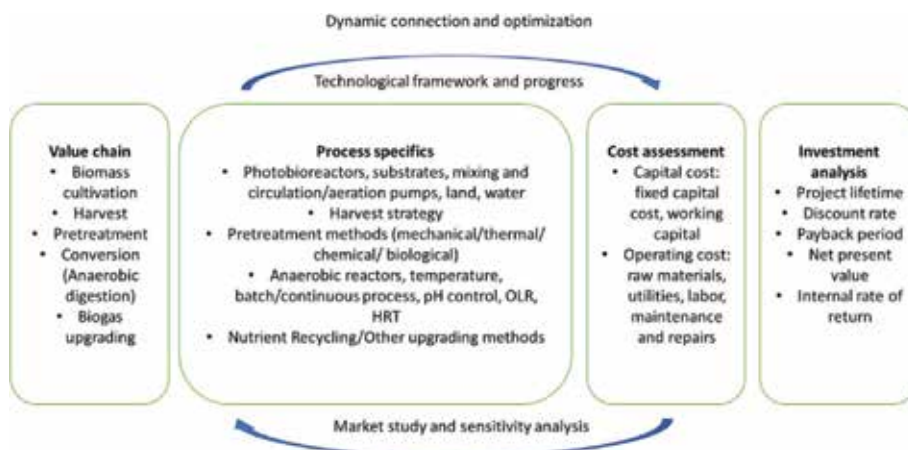 Dynamic connection and optimization
Technological framework and progress
Value chain
• Biomass
cultivation
• Harvest
• Pretreatment
• Conversion
(Anaerobic
digestion)
• Biogas
upgrading
Process specifics
• Photobioreactors, substrates, mixing and
circulation/aeration pumps, land, water
• Harvest strategy
• Pretreatment methods (mechanical/thermal/
chemical/ biological)
• Anaerobic reactors, temperature,
batch/continuous process, pH control, OLR,
HRT
• Nutrient Recycling/Other upgrading methods
Cost assessment
• Capital cost:
fixed capital
cost, working
capital
• Operating cost:
raw materials,
utilities, labor,
maintenance
and repairs
Investment
analysis
• Project lifetime
• Discount rate
• Payback period
• Net present
value
• Internal rate of
return
Market study and sensitivity analysis